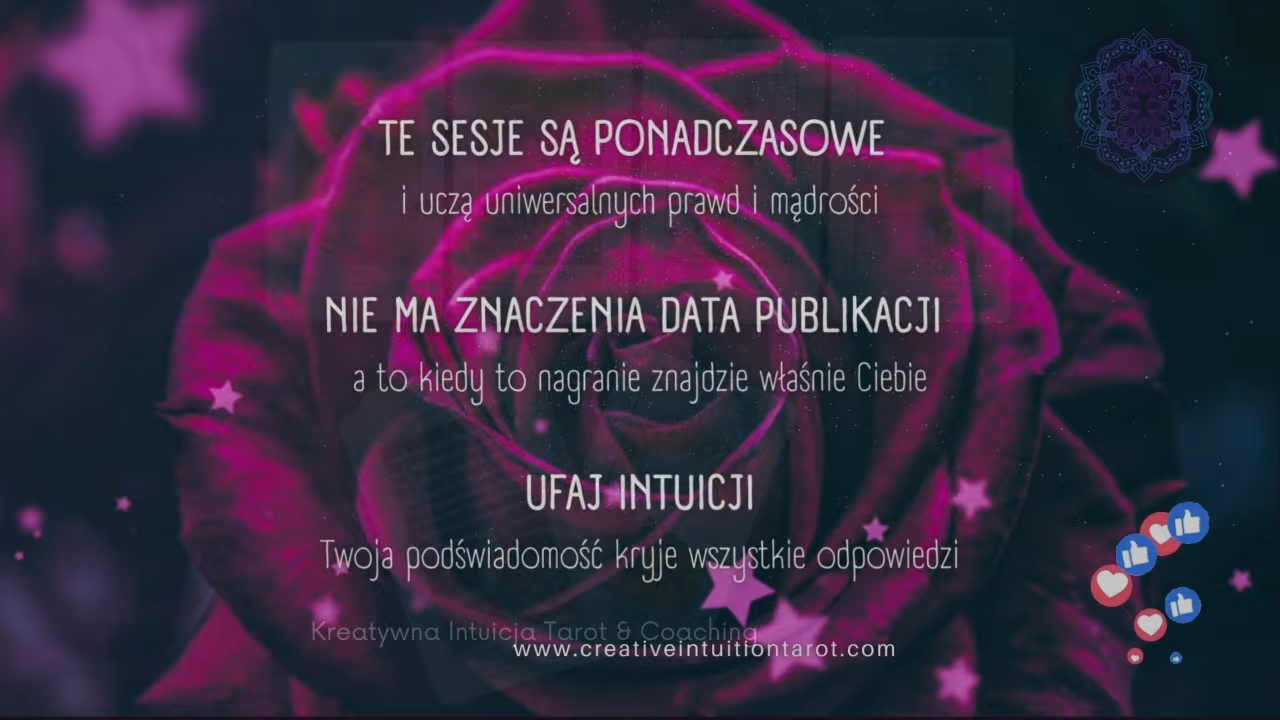 TE SESJE SĄ PONADCZASOWE
i uczą uniwersalnych prawd i mądrości
NIE MA ZNACZENIA DATA PUBLIKACJI
a to kiedy to nagranie znajdzie właśnie Ciebie
UFAJ INTUICJI
Twoja podświadomość kryje wszystkie odpowiedzi
Kreatywna Intuicja Tarot & Coaching
www.creativeintuitiontarot.com